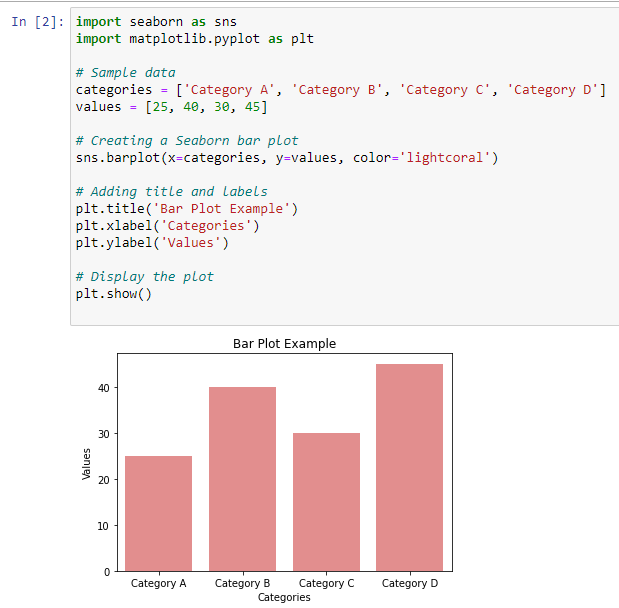 In [2]: import seaborn as sns
import matplotlib.pyplot as plt
# Sample data
categories = ['Category A', 'Category B', 'Category C', 'Category D']
values = [25, 40, 30, 45]
# Creating a Seaborn bar plot
sns.barplot(x=categories, y=values, color='lightcoral')
# Adding title and labels
plt.title('Bar Plot Example')
plt.xlabel('Categories')
plt.ylabel('Values')
# Display the plot
plt.show()
Bar Plot Example
Values
40
30
20
10
0
Category A Category B Category C Category D
Categories